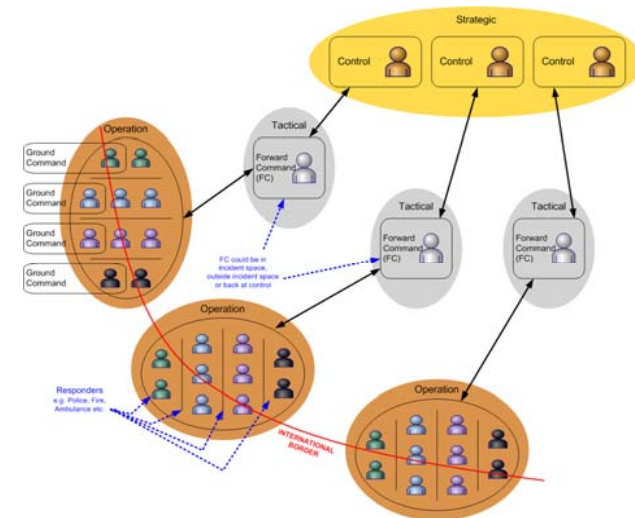 Strategic
Control
Control
Control
Tactical
Forward
Command
(FC)
Operation
Ground
Command
Ground
Command
Ground
Command
Ground
Command
Tactical
Forward
Command
(FC)
Tactical
Forward
Command
(FC)
FC could be in
incident space,
outside incident space
or back at control
Operation
Responders
e.g. Police, Fire,
Ambulance etc.
INTERNATIONAL
BORDER
Operation